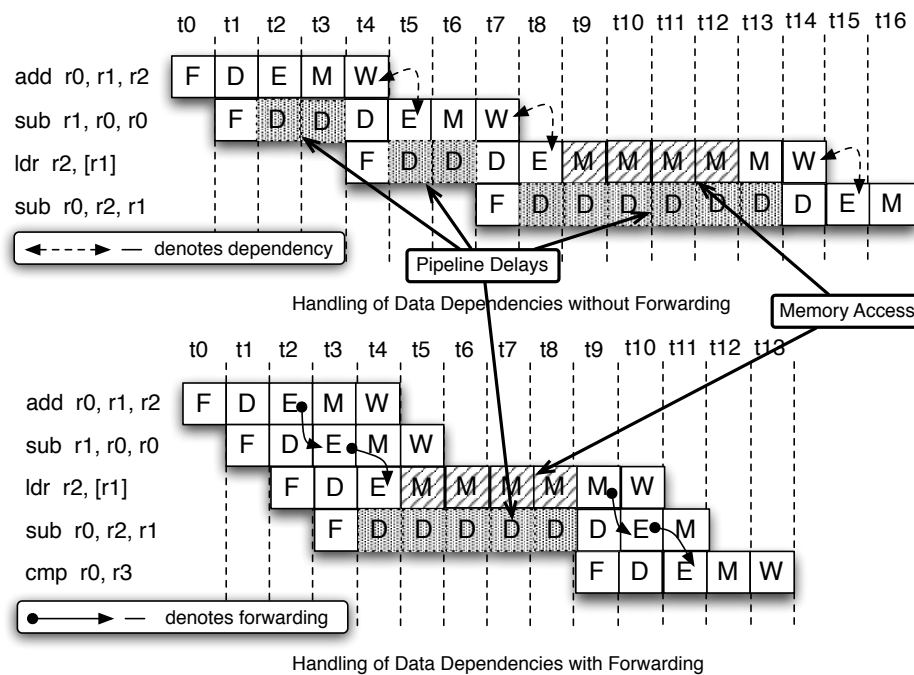 t0 t1 t2 t3 t4 t5 t6 t7 t8 t9 t10 t11 t12 t13 t14 t15 t16
add r0, r1, r2 F D E M W
sub r1, r0, r0 F D D D E M W
ldr r2, [r1] F D D D E M M M M M W
sub r0, r2, r1 F D D D D D D D E M
— denotes dependency
Pipeline Delays
Handling of Data Dependencies without Forwarding
Memory Access
t0 t1 t2 t3 t4 t5 t6 t7 t8 t9 t10 t11 t12 t13
add r0, r1, r2 F D E M W
sub r1, r0, r0 F D E M W
ldr r2, [r1] F D E M M M M M W
sub r0, r2, r1 F D D D D D D E M
cmp r0, r3 F D E M W
— denotes forwarding
Handling of Data Dependencies with Forwarding